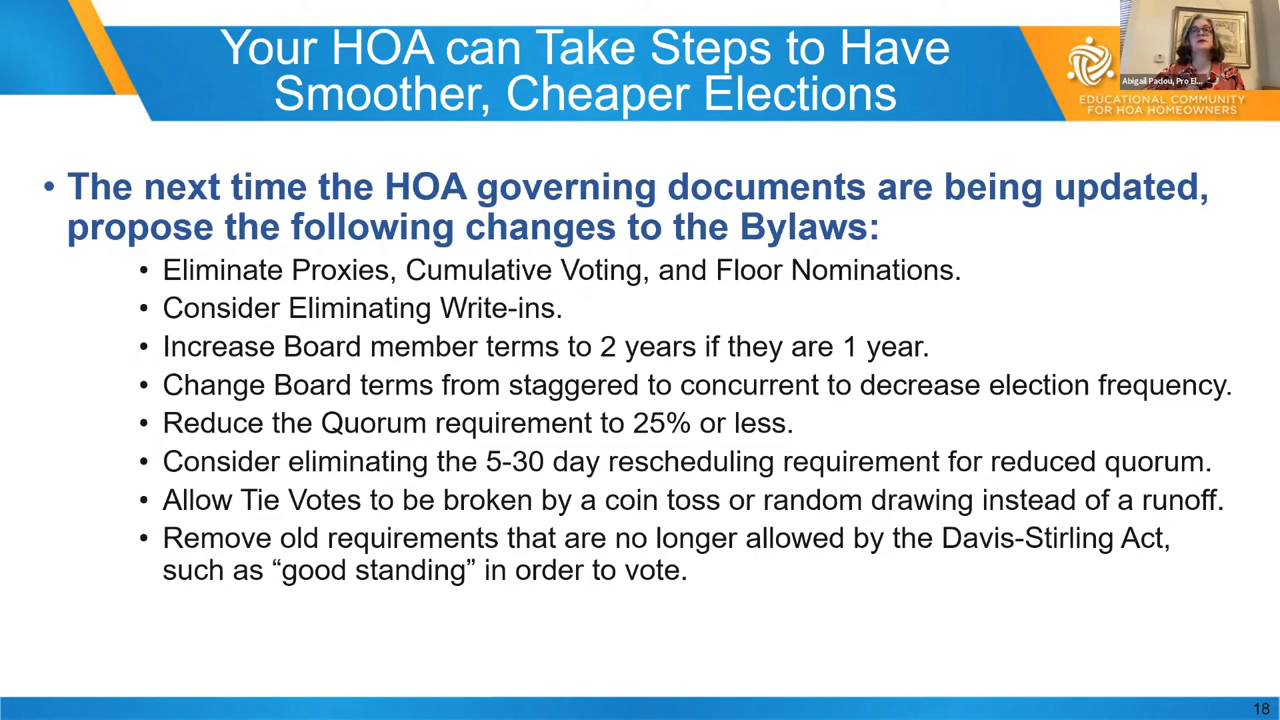 Your HOA can Take Steps to Have
Smoother, Cheaper Elections
Abigail Padou, Pro El...
EDUCATIONAL COMMUNITY
FOR HOA HOMEOWNERS
• The next time the HOA governing documents are being updated,
propose the following changes to the Bylaws:
• Eliminate Proxies, Cumulative Voting, and Floor Nominations.
• Consider Eliminating Write-ins.
• Increase Board member terms to 2 years if they are 1 year.
• Change Board terms from staggered to concurrent to decrease election frequency.
• Reduce the Quorum requirement to 25% or less.
• Consider eliminating the 5-30 day rescheduling requirement for reduced quorum.
• Allow Tie Votes to be broken by a coin toss or random drawing instead of a runoff.
• Remove old requirements that are no longer allowed by the Davis-Stirling Act,
such as “good standing” in order to vote.
18